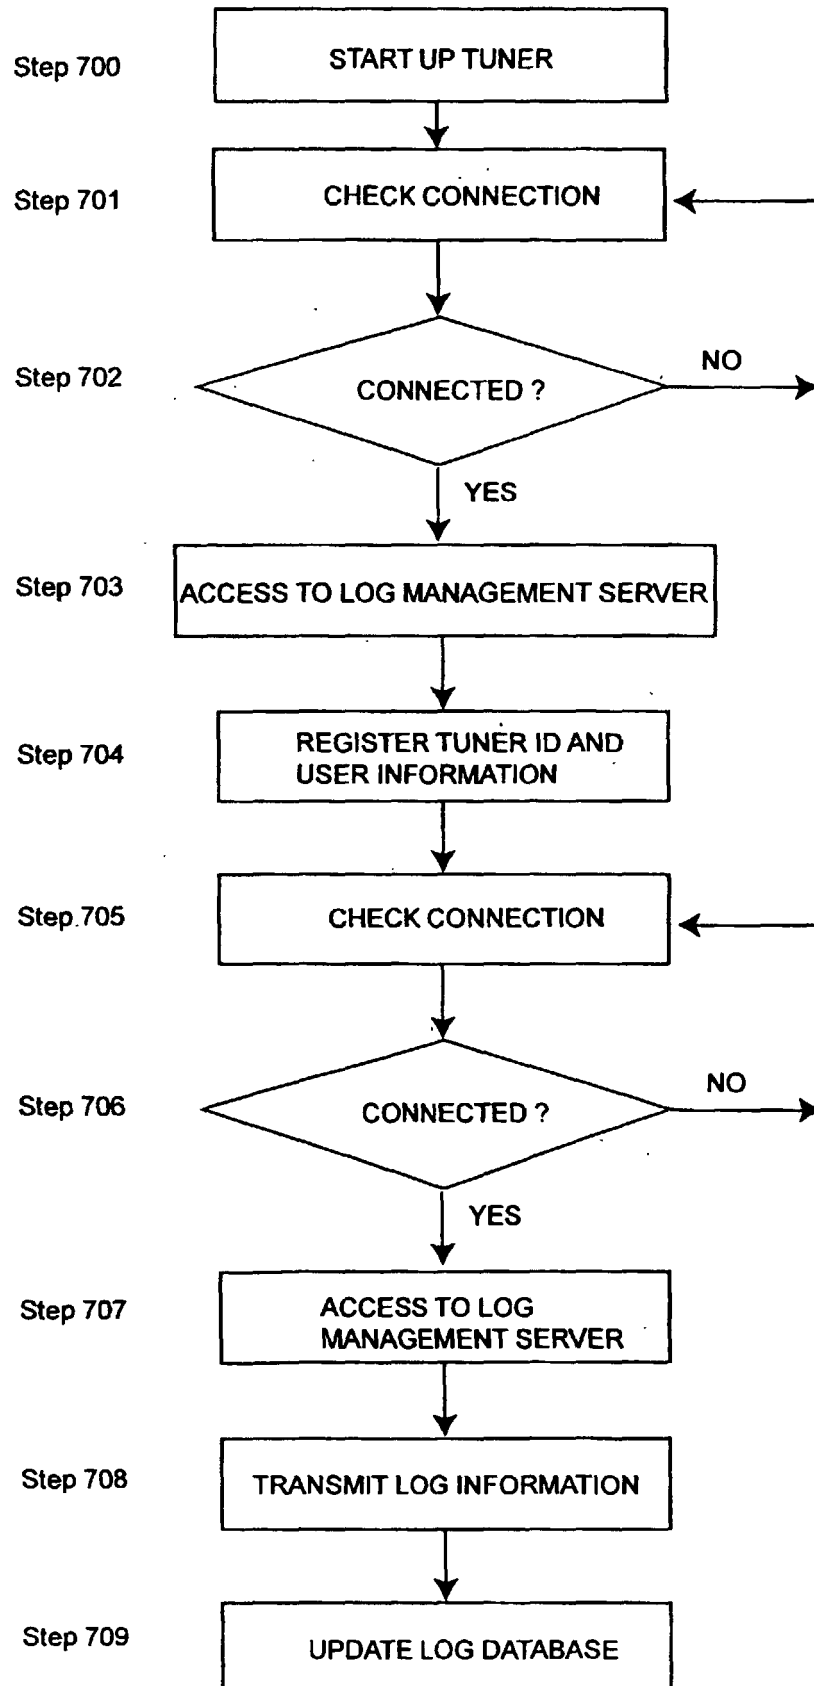 Step 700
START UP TUNER
Step 701
CHECK CONNECTION
Step 702
CONNECTED ?
NO
YES
Step 703
ACCESS TO LOG MANAGEMENT SERVER
Step 704
REGISTER TUNER ID AND
USER INFORMATION
Step 705
CHECK CONNECTION
Step 706
CONNECTED ?
NO
YES
Step 707
ACCESS TO LOG
MANAGEMENT SERVER
Step 708
TRANSMIT LOG INFORMATION
Step 709
UPDATE LOG DATABASE